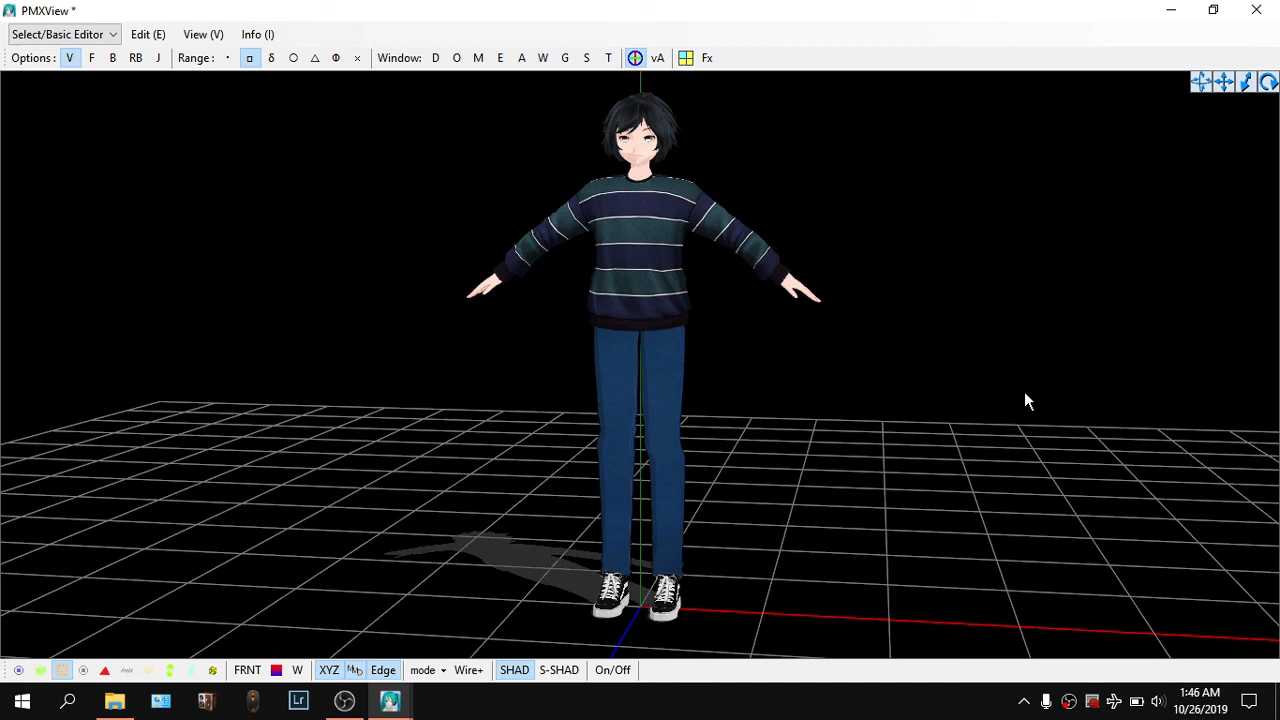 PMXView *
Select/Basic Editor Edit (E) View (V) Info (I)
Options : V F B RB J Range : · □ δ ○ △ Φ × Window: D O M E A W G S T vA Fx
FRNT W XYZ Edge mode Wire+ SHAD S-SHAD On/Off
Lr
1:46 AM
10/26/2019